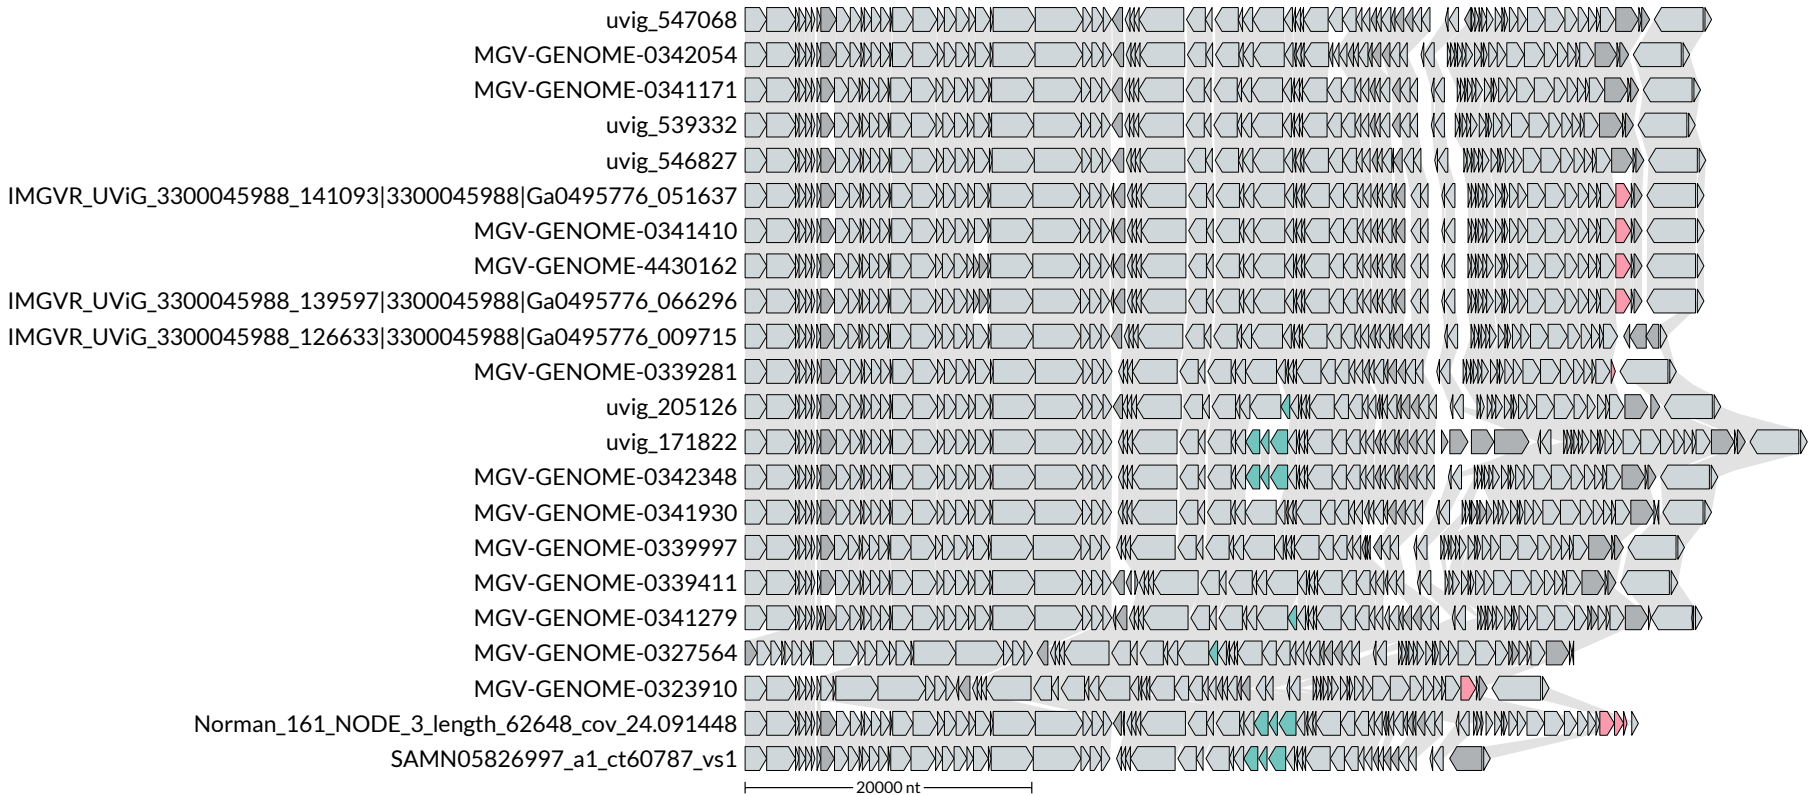 uvig_547068
MGV-GENOME-0342054
MGV-GENOME-0341171
uvig_539332
uvig_546827
IMGVR_UViG_3300045988_141093|3300045988|Ga0495776_051637
MGV-GENOME-0341410
MGV-GENOME-4430162
IMGVR_UViG_3300045988_139597|3300045988|Ga0495776_066296
IMGVR_UViG_3300045988_126633|3300045988|Ga0495776_009715
MGV-GENOME-0339281
uvig_205126
uvig_171822
MGV-GENOME-0342348
MGV-GENOME-0341930
MGV-GENOME-0339997
MGV-GENOME-0339411
MGV-GENOME-0341279
MGV-GENOME-0327564
MGV-GENOME-0323910
Norman_161_NODE_3_length_62648_cov_24.091448
SAMN05826997_a1_ct60787_vs1
20000 nt